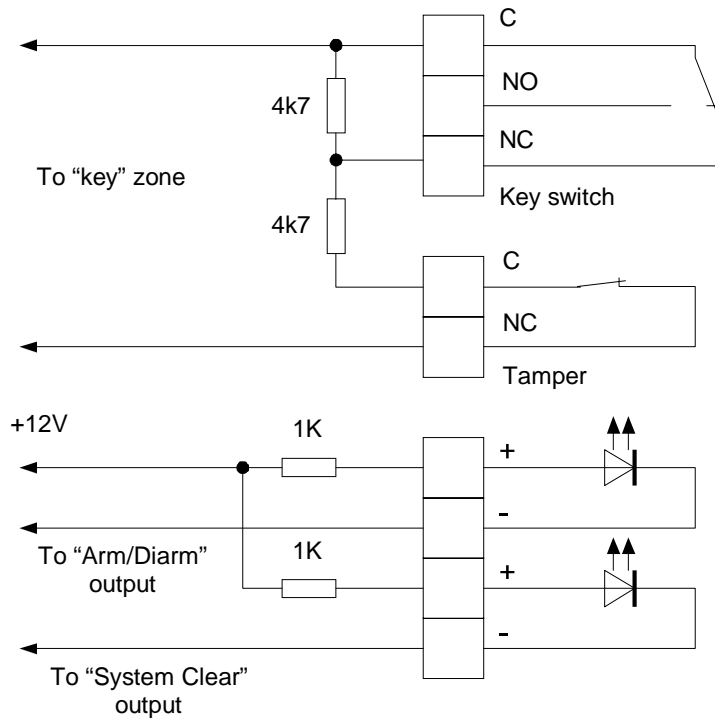 C
NO
4k7
NC
To “key” zone
Key switch
4k7
C
NC
Tamper
+12V
1K
+
-
To “Arm/Diarm”
output
1K
+
-
To “System Clear”
output